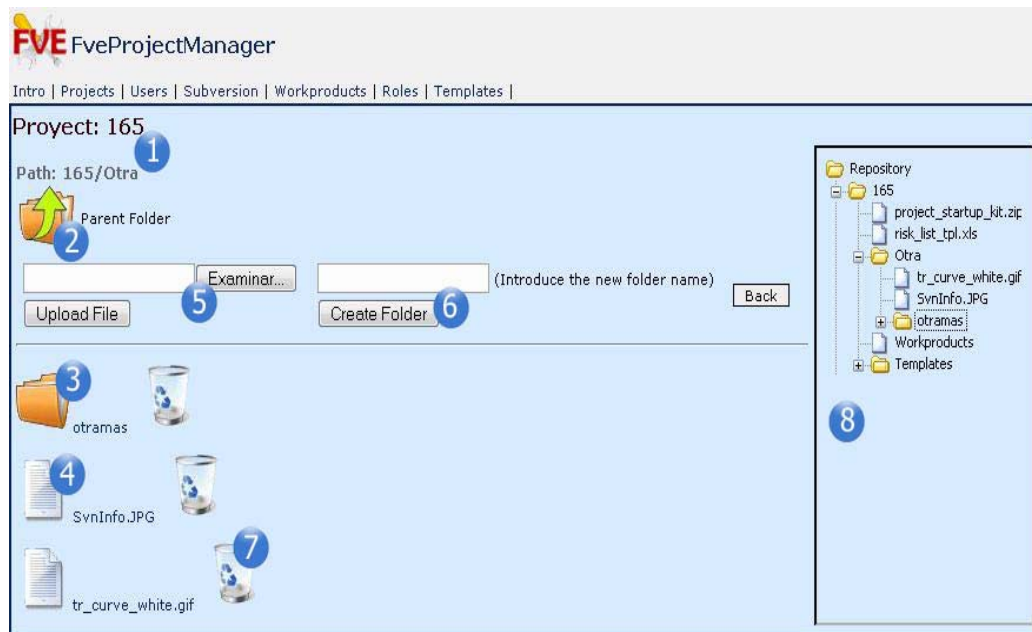 FVE FveProjectManager
Intro | Projects | Users | Subversion | Workproducts | Roles | Templates |
Proyect: 165
1
Path: 165/Otra
2
Parent Folder
Examinar...
5
Upload File
(Introduce the new folder name)
Create Folder
6
Back
3
otramas
4
SvnInfo.JPG
7
tr_curve_white.gif
Repository
165
project_startup_kit.zip
risk_list_tpl.xls
Otra
tr_curve_white.gif
SvnInfo.JPG
otramas
Workproducts
Templates
8